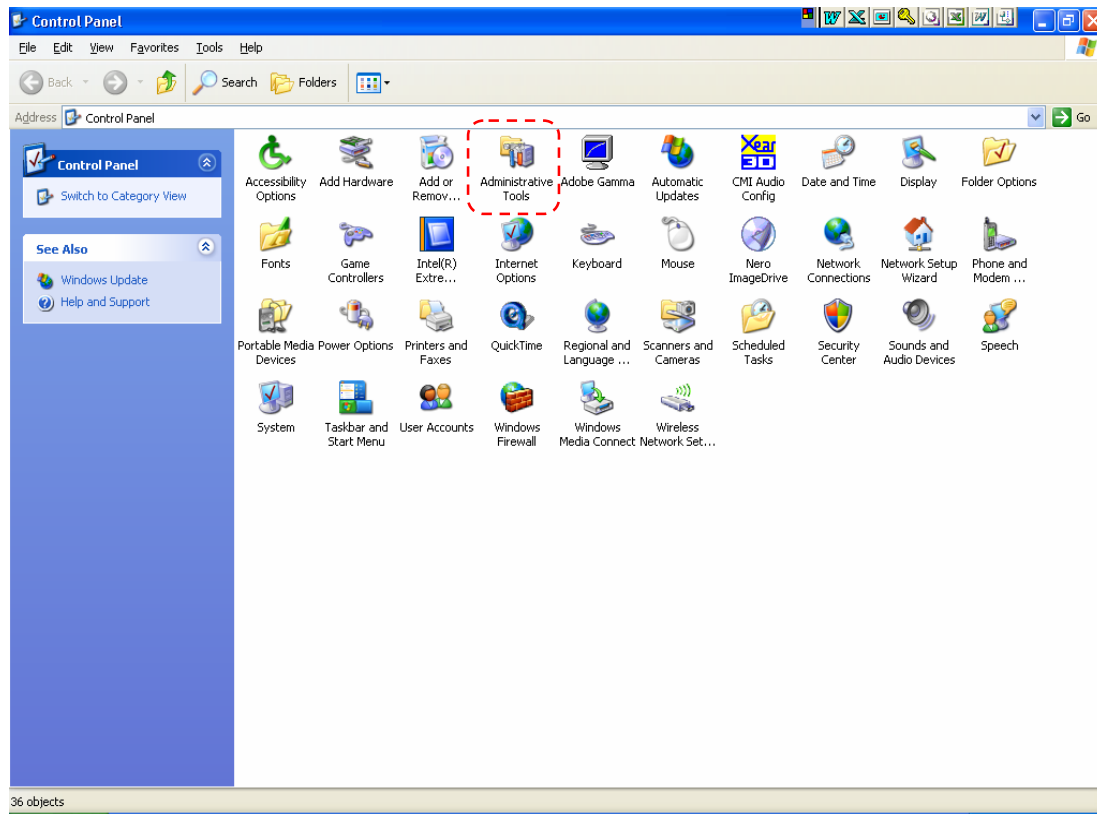 Control Panel
File Edit View Favorites Tools Help
Back Search Folders
Address Control Panel Go
Control Panel
Switch to Category View
See Also
Windows Update
Help and Support
Accessibility Options
Add Hardware
Add or Remov...
Administrative Tools
Adobe Gamma
Automatic Updates
Xear 3D
CMI Audio Config
Date and Time
Display
Folder Options
Fonts
Game Controllers
Intel(R) Extre...
Internet Options
Keyboard
Mouse
Nero ImageDrive
Network Connections
Network Setup Wizard
Phone and Modem ...
Portable Media Devices
Power Options
Printers and Faxes
QuickTime
Regional and Language ...
Scanners and Cameras
Scheduled Tasks
Security Center
Sounds and Audio Devices
Speech
System
Taskbar and Start Menu
User Accounts
Windows Firewall
Windows Media Connect
Wireless Network Set...
36 objects